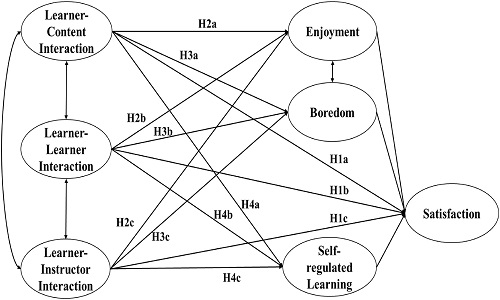 Learner-
Content
Interaction
H2a
Enjoyment
H3a
H2b
H3b
Boredom
Learner-
Learner
Interaction
H1a
H1b
H4a
H4b
H2c
H1c
H3c
Satisfaction
Learner-
Instructor
Interaction
H4c
Self-
regulated
Learning